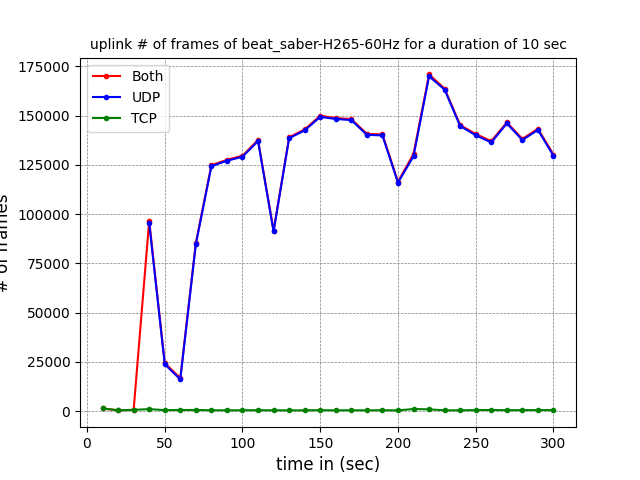 uplink # of frames of beat_saber-H265-60Hz for a duration of 10 sec
175000
150000
125000
100000
75000
50000
25000
0
# of frames
Both
UDP
TCP
0
50
100
150
200
250
300
time in (sec)